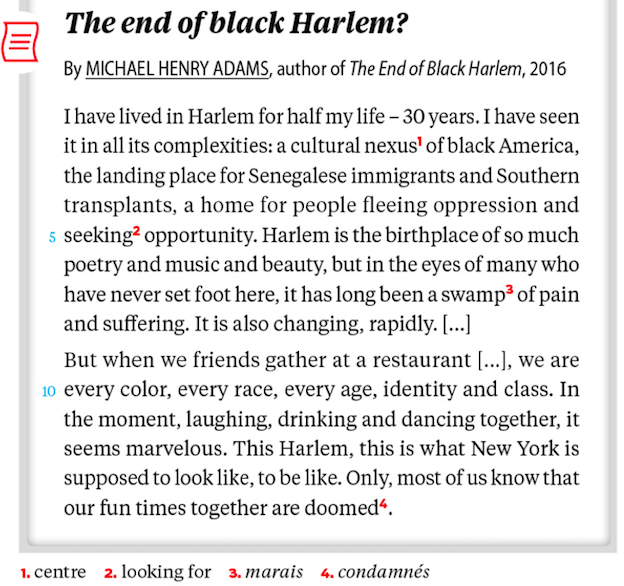 The end of black Harlem?
By MICHAEL HENRY ADAMS, author of The End of Black Harlem, 2016
I have lived in Harlem for half my life – 30 years. I have seen
it in all its complexities: a cultural nexus¹ of black America,
the landing place for Senegalese immigrants and Southern
transplants, a home for people fleeing oppression and
5 seeking² opportunity. Harlem is the birthplace of so much
poetry and music and beauty, but in the eyes of many who
have never set foot here, it has long been a swamp³ of pain
and suffering. It is also changing, rapidly. [...]
But when we friends gather at a restaurant [...], we are
10 every color, every race, every age, identity and class. In
the moment, laughing, drinking and dancing together, it
seems marvelous. This Harlem, this is what New York is
supposed to look like, to be like. Only, most of us know that
our fun times together are doomed⁴.
1. centre 2. looking for 3. marais 4. condamnés